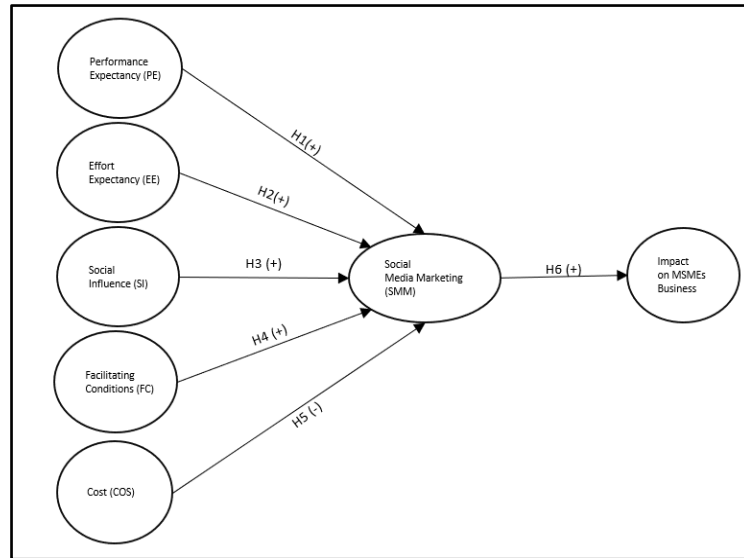 Performance
Expectancy (PE)
H1(+)
Effort
Expectancy (EE)
H2(+)
Social
Influence (SI)
H3 (+)
Social
Media Marketing
(SMM)
H6 (+)
Impact
on MSMEs
Business
H4 (+)
Facilitating
Conditions (FC)
H5 (-)
Cost (COS)